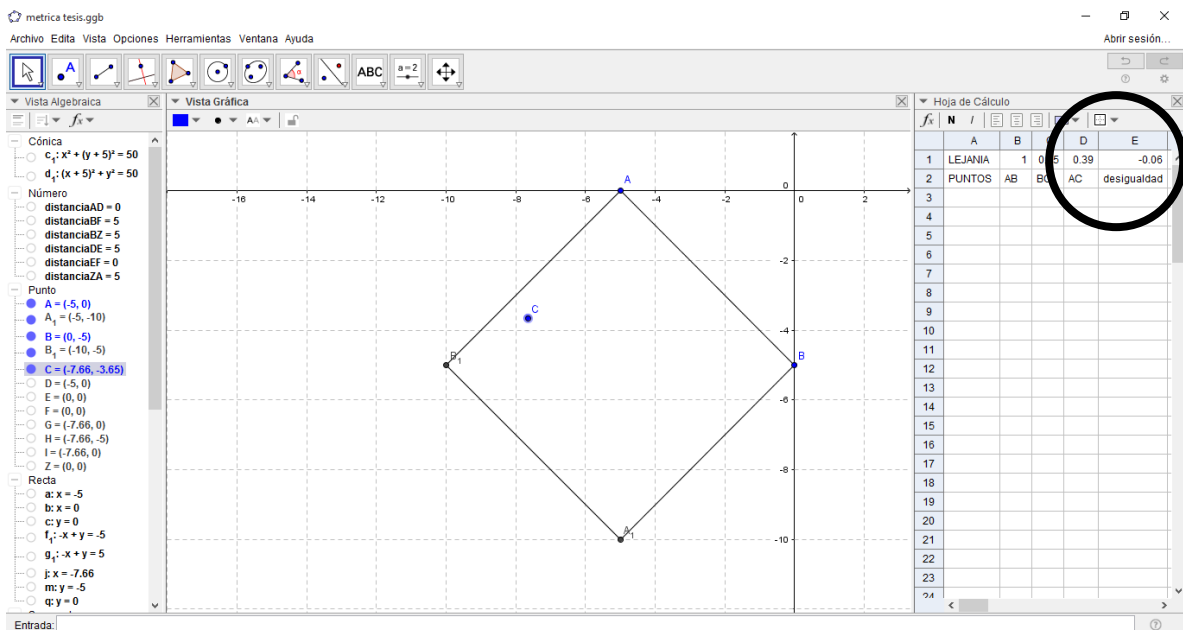 metrica tesis.ggb
Archivo Edita Vista Opciones Herramientas Ventana Ayuda
Abrir sesión...
A
α
ABC
a = 2
Vista Algebraica
Vista Gráfica
Hoja de Cálculo
fx
AA
fx N I
Cónica
c₁: x² + (y + 5)² = 50
d₁: (x + 5)² + y² = 50
Número
distanciaAD = 0
distanciaBF = 5
distanciaBZ = 5
distanciaDE = 5
distanciaEF = 0
distanciaZA = 5
Punto
A = (-5, 0)
A₁ = (-5, -10)
B = (0, -5)
B₁ = (-10, -5)
C = (-7.66, -3.65)
D = (-5, 0)
E = (0, 0)
F = (0, 0)
G = (-7.66, 0)
H = (-7.66, -5)
I = (-7.66, 0)
Z = (0, 0)
Recta
a: x = -5
b: x = 0
c: y = 0
f₁: -x + y = -5
g₁: -x + y = 5
j: x = -7.66
m: y = -5
q: y = 0
A
0
-16 -14 -12 -10 -8 -6 -4 -2 0 2
-2
C
-4
B₁
B
-6
-8
A₁
-10
A B D E
1 LEJANIA 1 0.39 -0.06
2 PUNTOS AB AC desigualdad
3
4
5
6
7
8
9
10
11
12
13
14
15
16
17
18
19
20
21
22
23
24
Entrada: